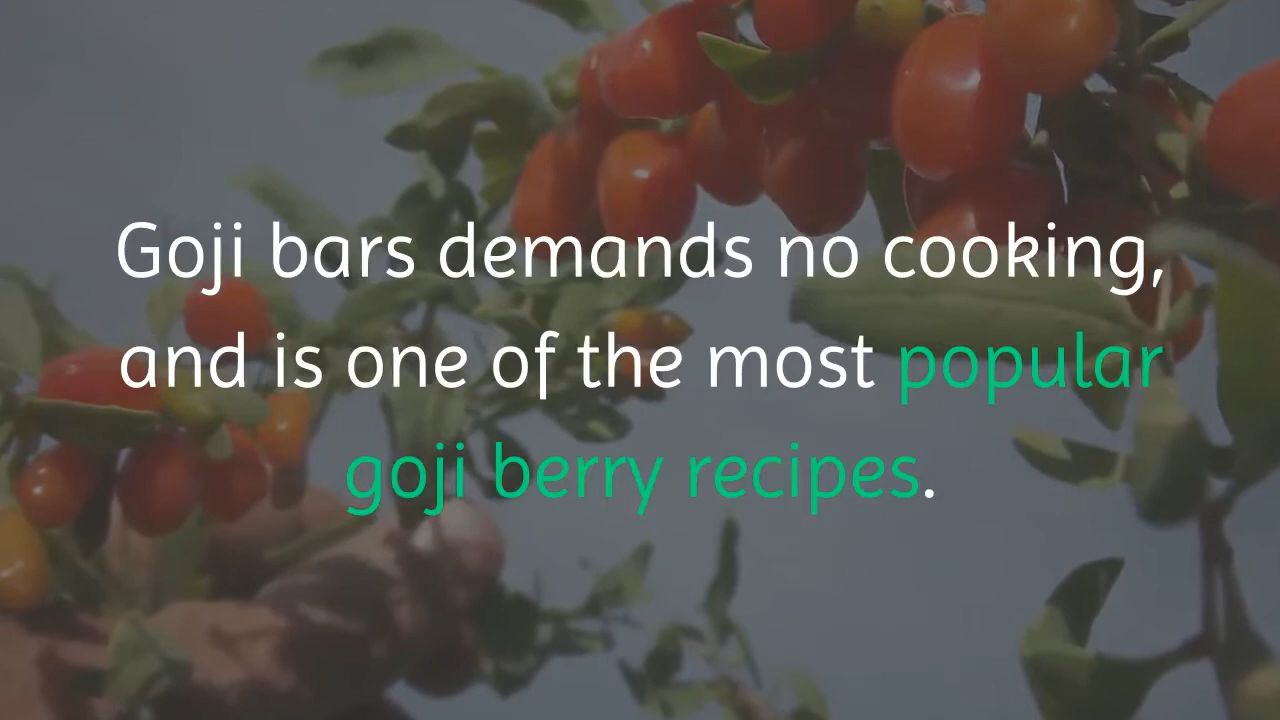 Goji bars demands no cooking,
and is one of the most popular
goji berry recipes.